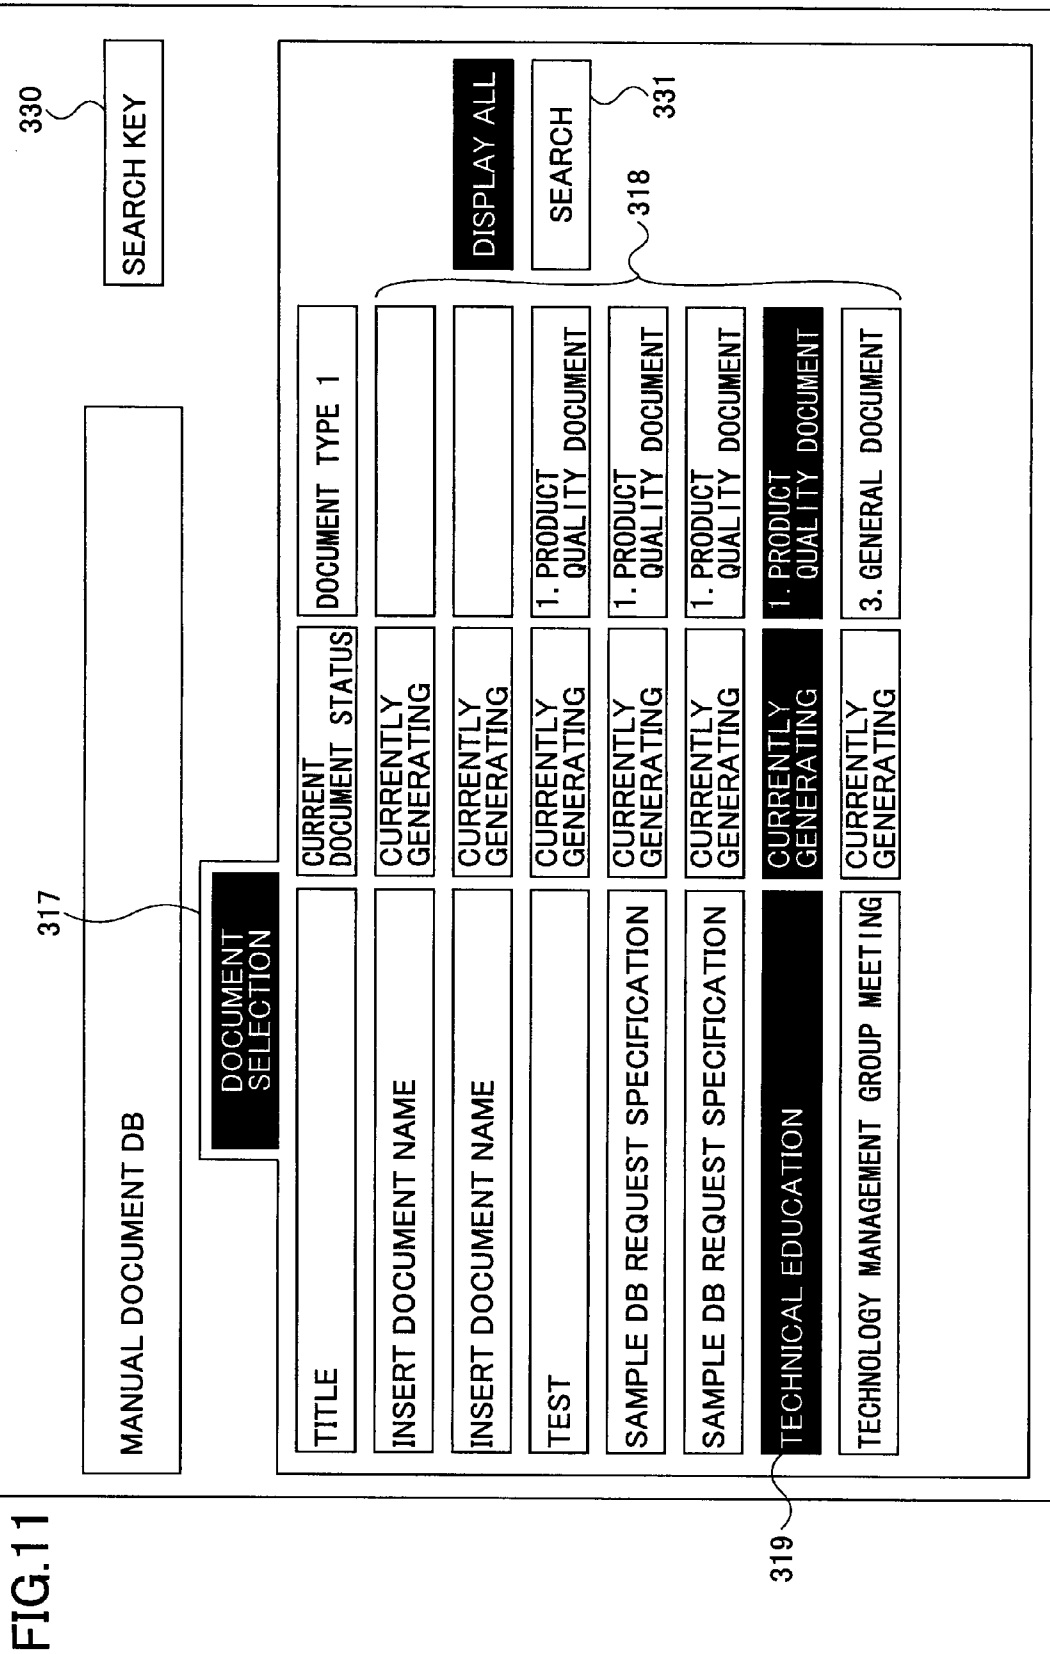 FIG.11
MANUAL DOCUMENT DB
SEARCH KEY
330
317
DOCUMENT
SELECTION
TITLE
CURRENT
DOCUMENT STATUS
DOCUMENT TYPE 1
INSERT DOCUMENT NAME
CURRENTLY
GENERATING
INSERT DOCUMENT NAME
CURRENTLY
GENERATING
DISPLAY ALL
TEST
CURRENTLY
GENERATING
1. PRODUCT
QUALITY DOCUMENT
SEARCH
331
318
SAMPLE DB REQUEST SPECIFICATION
CURRENTLY
GENERATING
1. PRODUCT
QUALITY DOCUMENT
SAMPLE DB REQUEST SPECIFICATION
CURRENTLY
GENERATING
1. PRODUCT
QUALITY DOCUMENT
319
TECHNICAL EDUCATION
CURRENTLY
GENERATING
1. PRODUCT
QUALITY DOCUMENT
TECHNOLOGY MANAGEMENT GROUP MEETING
CURRENTLY
GENERATING
3. GENERAL DOCUMENT